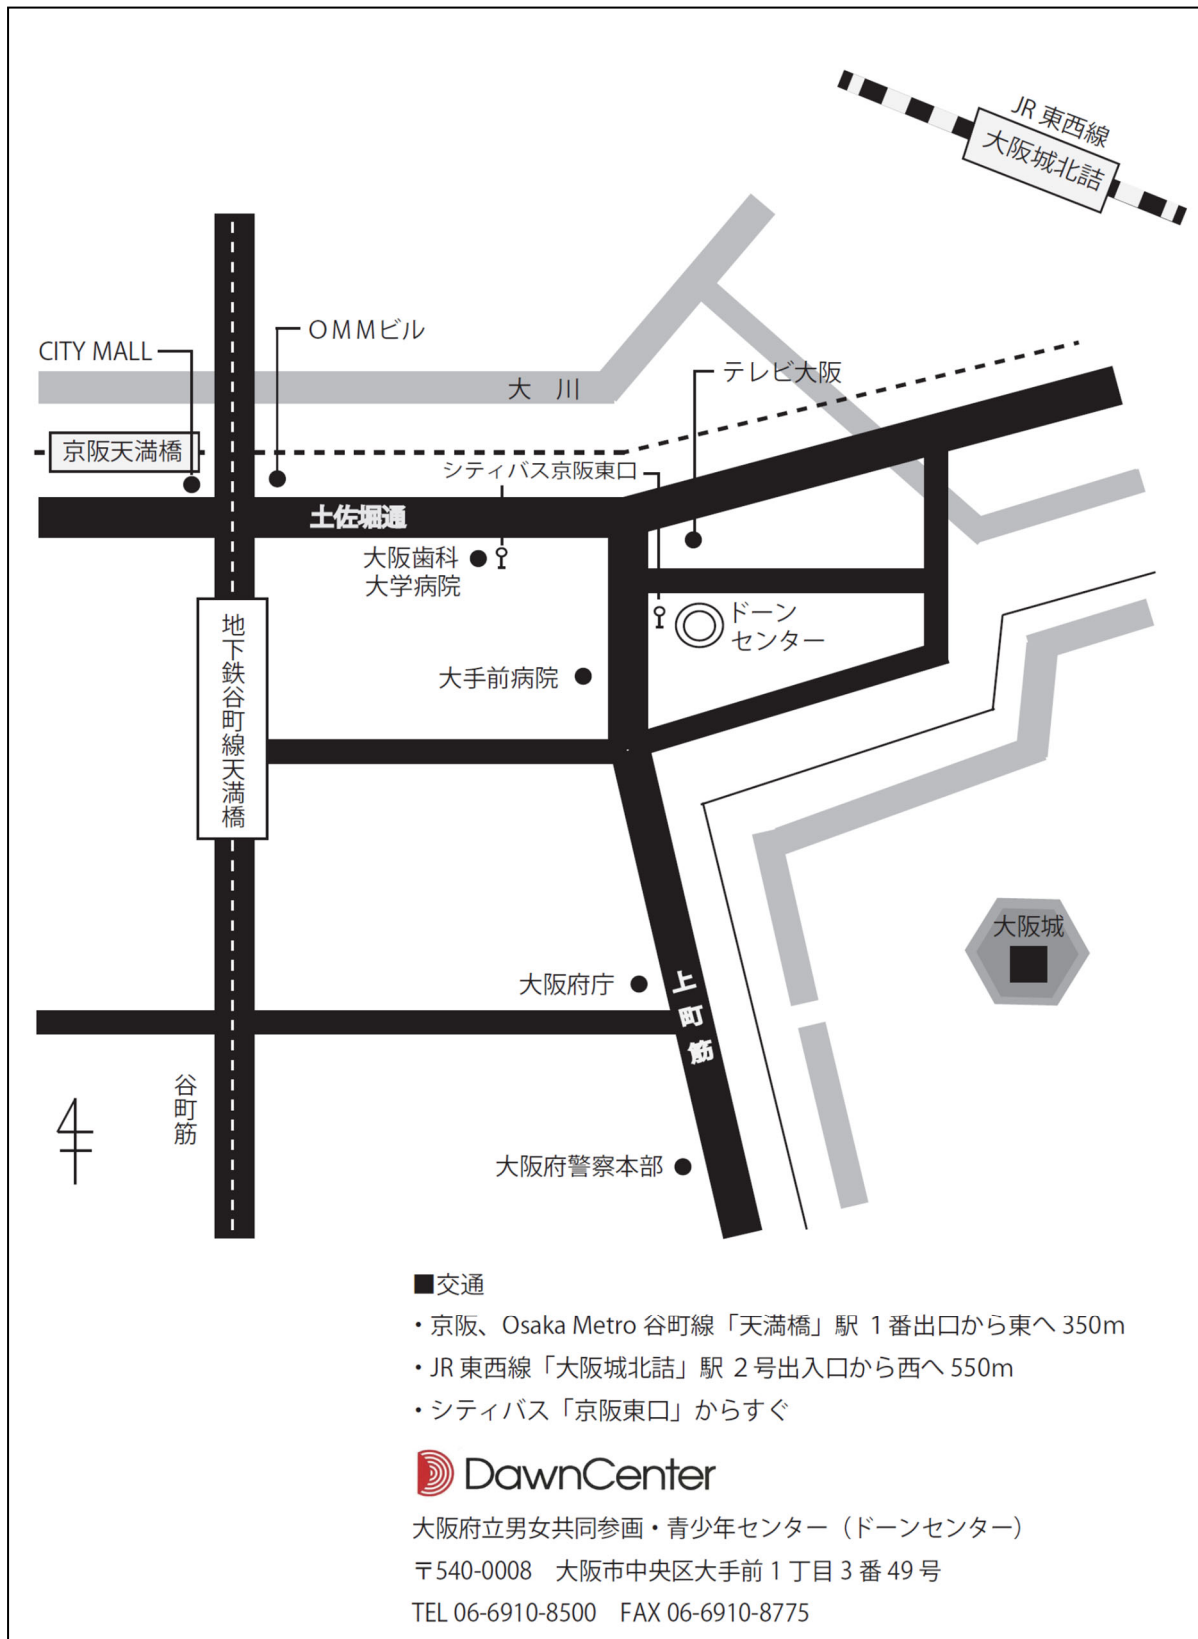 JR 東西線
大阪城北詰
OMMビル
CITY MALL
大 川
テレビ大阪
京阪天満橋
シティバス京阪東口
土佐堀通
大阪歯科
大学病院
ドーン
センター
地下鉄谷町線天満橋
大手前病院
大阪城
大阪府庁
上町筋
谷町筋
大阪府警察本部
■交通
・京阪、Osaka Metro 谷町線「天満橋」駅 1番出口から東へ 350m
・JR 東西線「大阪城北詰」駅 2号出入口から西へ 550m
・シティバス「京阪東口」からすぐ
DawnCenter
大阪府立男女共同参画・青少年センター（ドーンセンター）
〒540-0008 大阪市中央区大手前 1 丁目 3 番 49 号
TEL 06-6910-8500 FAX 06-6910-8775